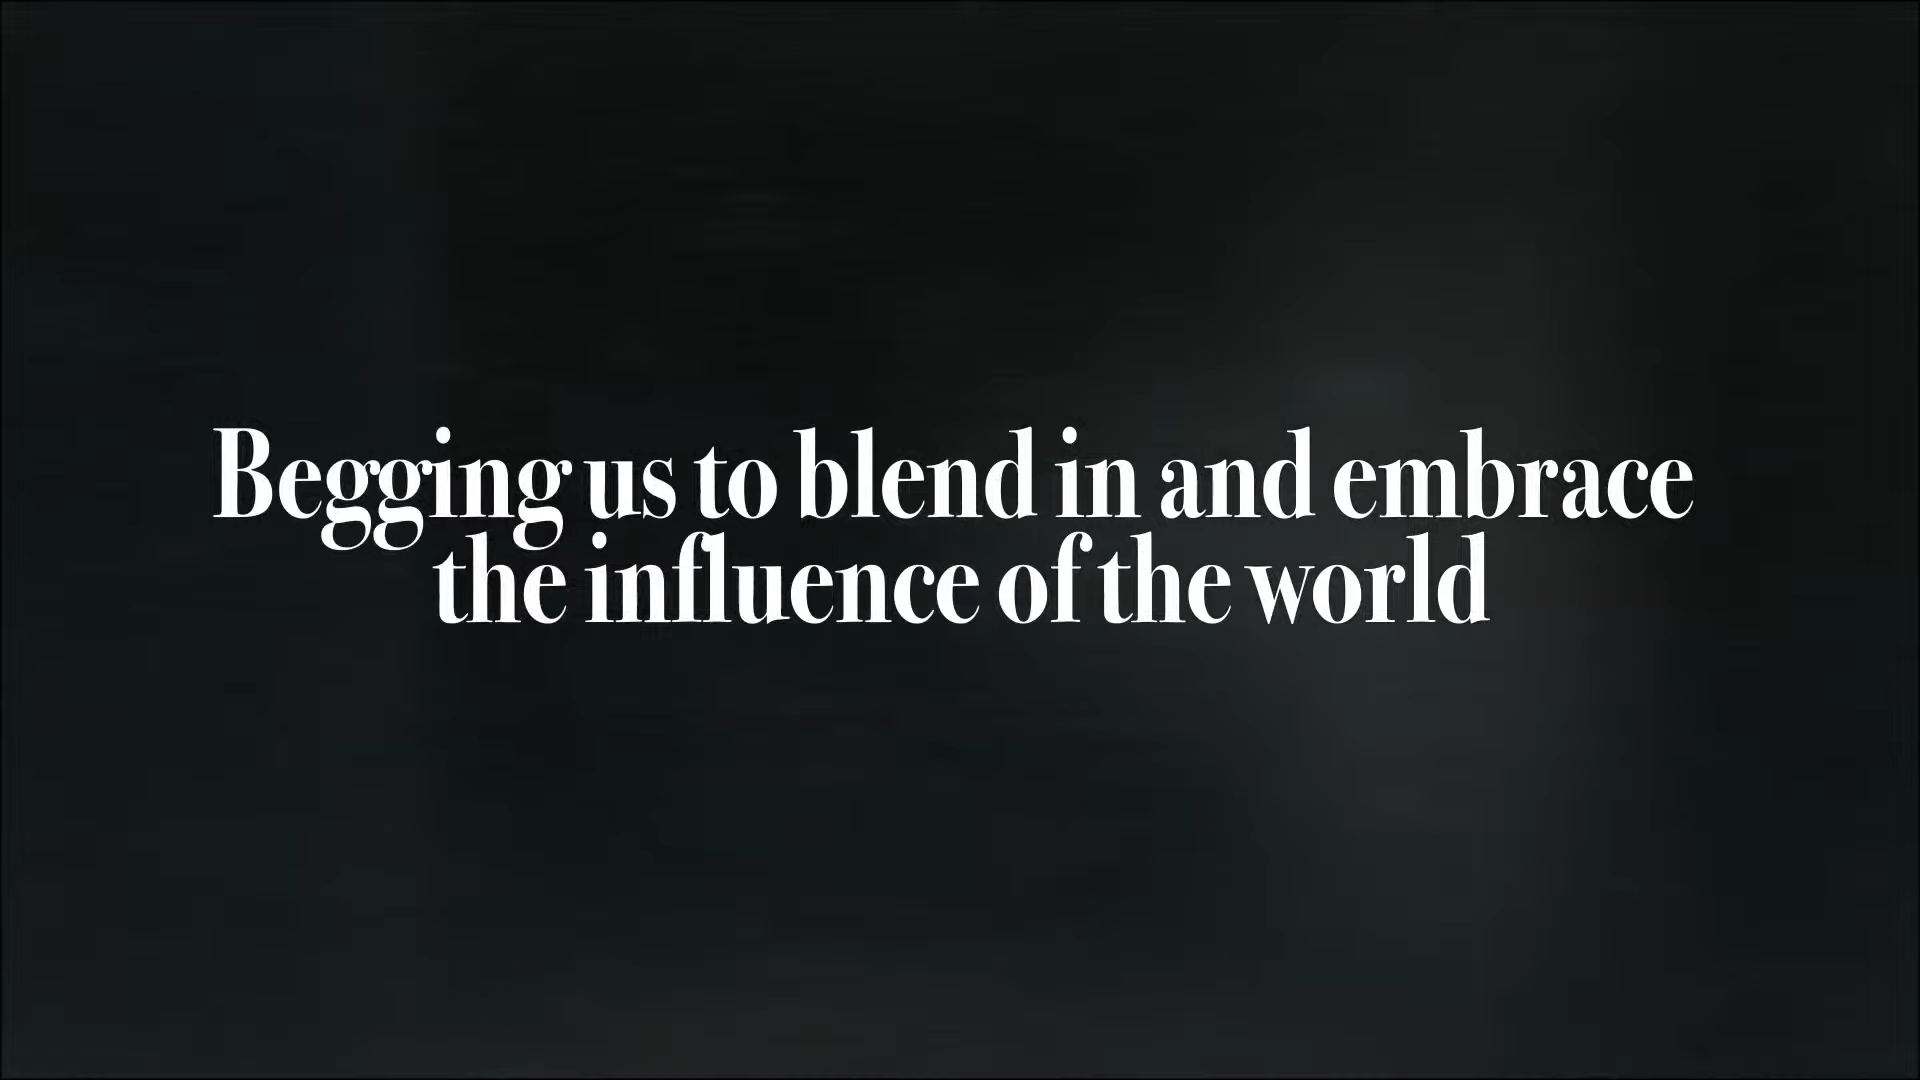 Begging us to blend in and embrace
the influence of the world